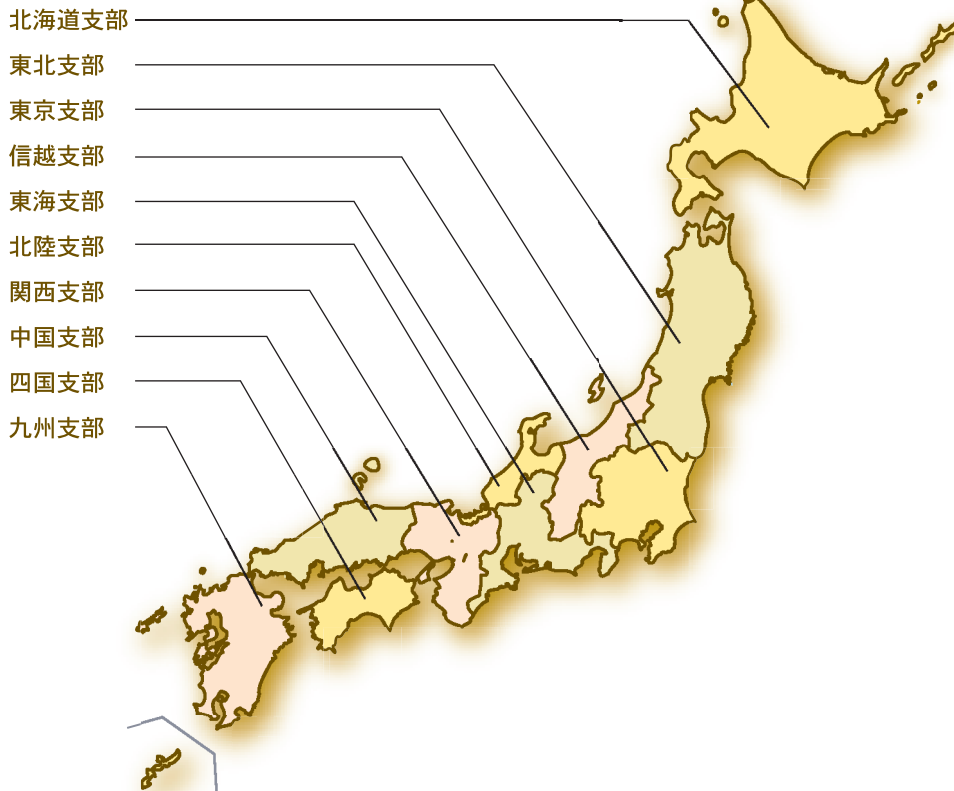 北海道支部
東北支部
東京支部
信越支部
東海支部
北陸支部
関西支部
中国支部
四国支部
九州支部